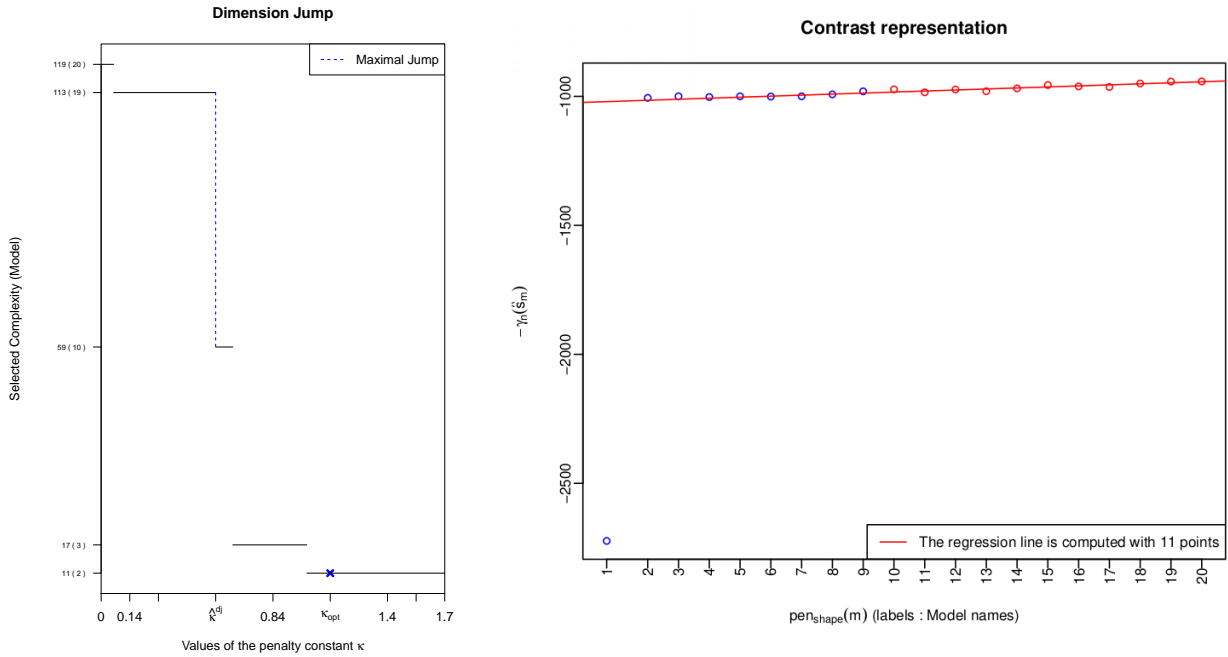 Dimension Jump
Maximal Jump
119 ( 20 )
113 ( 19 )
59 ( 10 )
17 ( 3 )
11 ( 2 )
Selected Complexity (Model)
0 0.14 κ̂dj 0.84 κopt 1.4 1.7
Values of the penalty constant κ
Contrast representation
−1000
−1500
−2000
−2500
− γn(ŝm)
The regression line is computed with 11 points
1 2 3 4 5 6 7 8 9 10 11 12 13 14 15 16 17 18 19 20
penshape(m) (labels : Model names)